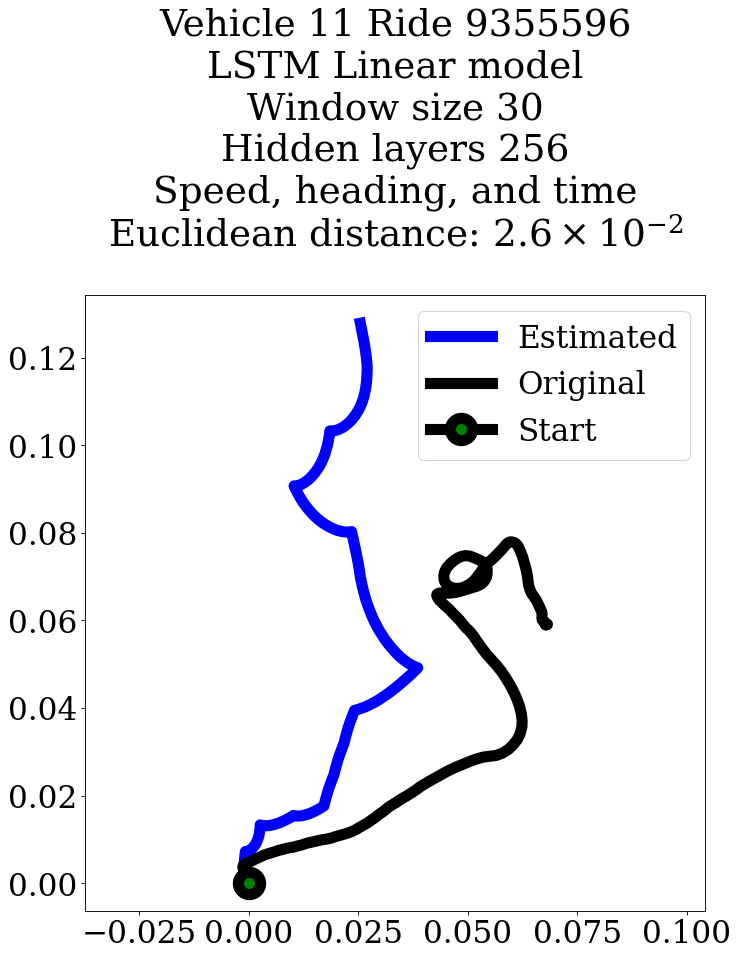 Vehicle 11 Ride 9355596
LSTM Linear model
Window size 30
Hidden layers 256
Speed, heading, and time
Euclidean distance: 2.6 × 10⁻²
Estimated
Original
Start
0.12
0.10
0.08
0.06
0.04
0.02
0.00
−0.025 0.000 0.025 0.050 0.075 0.100